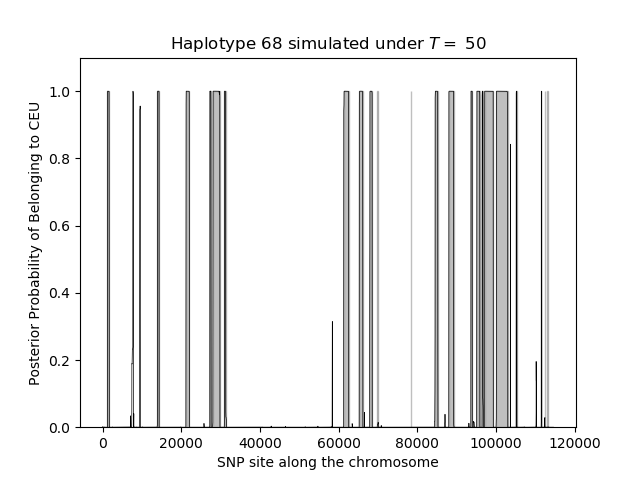 Haplotype 68 simulated under T = 50
Posterior Probability of Belonging to CEU
1.0
0.8
0.6
0.4
0.2
0.0
0 20000 40000 60000 80000 100000 120000
SNP site along the chromosome